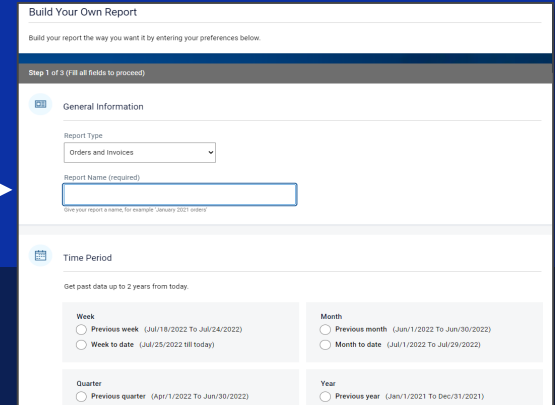 Build Your Own Report
Build your report the way you want it by entering your preferences below.
Step 1 of 3 (Fill all fields to proceed)
General Information
Report Type
Orders and Invoices
Report Name (required)
Give your report a name, for example "January 2021 orders"
Time Period
Get past data up to 2 years from today.
Week
Previous week (Jul/18/2022 To Jul/24/2022)
Week to date (Jul/25/2022 till today)
Month
Previous month (Jun/1/2022 To Jun/30/2022)
Month to date (Jul/1/2022 To Jul/29/2022)
Quarter
Previous quarter (Apr/1/2022 To Jun/30/2022)
Year
Previous year (Jan/1/2021 To Dec/31/2021)